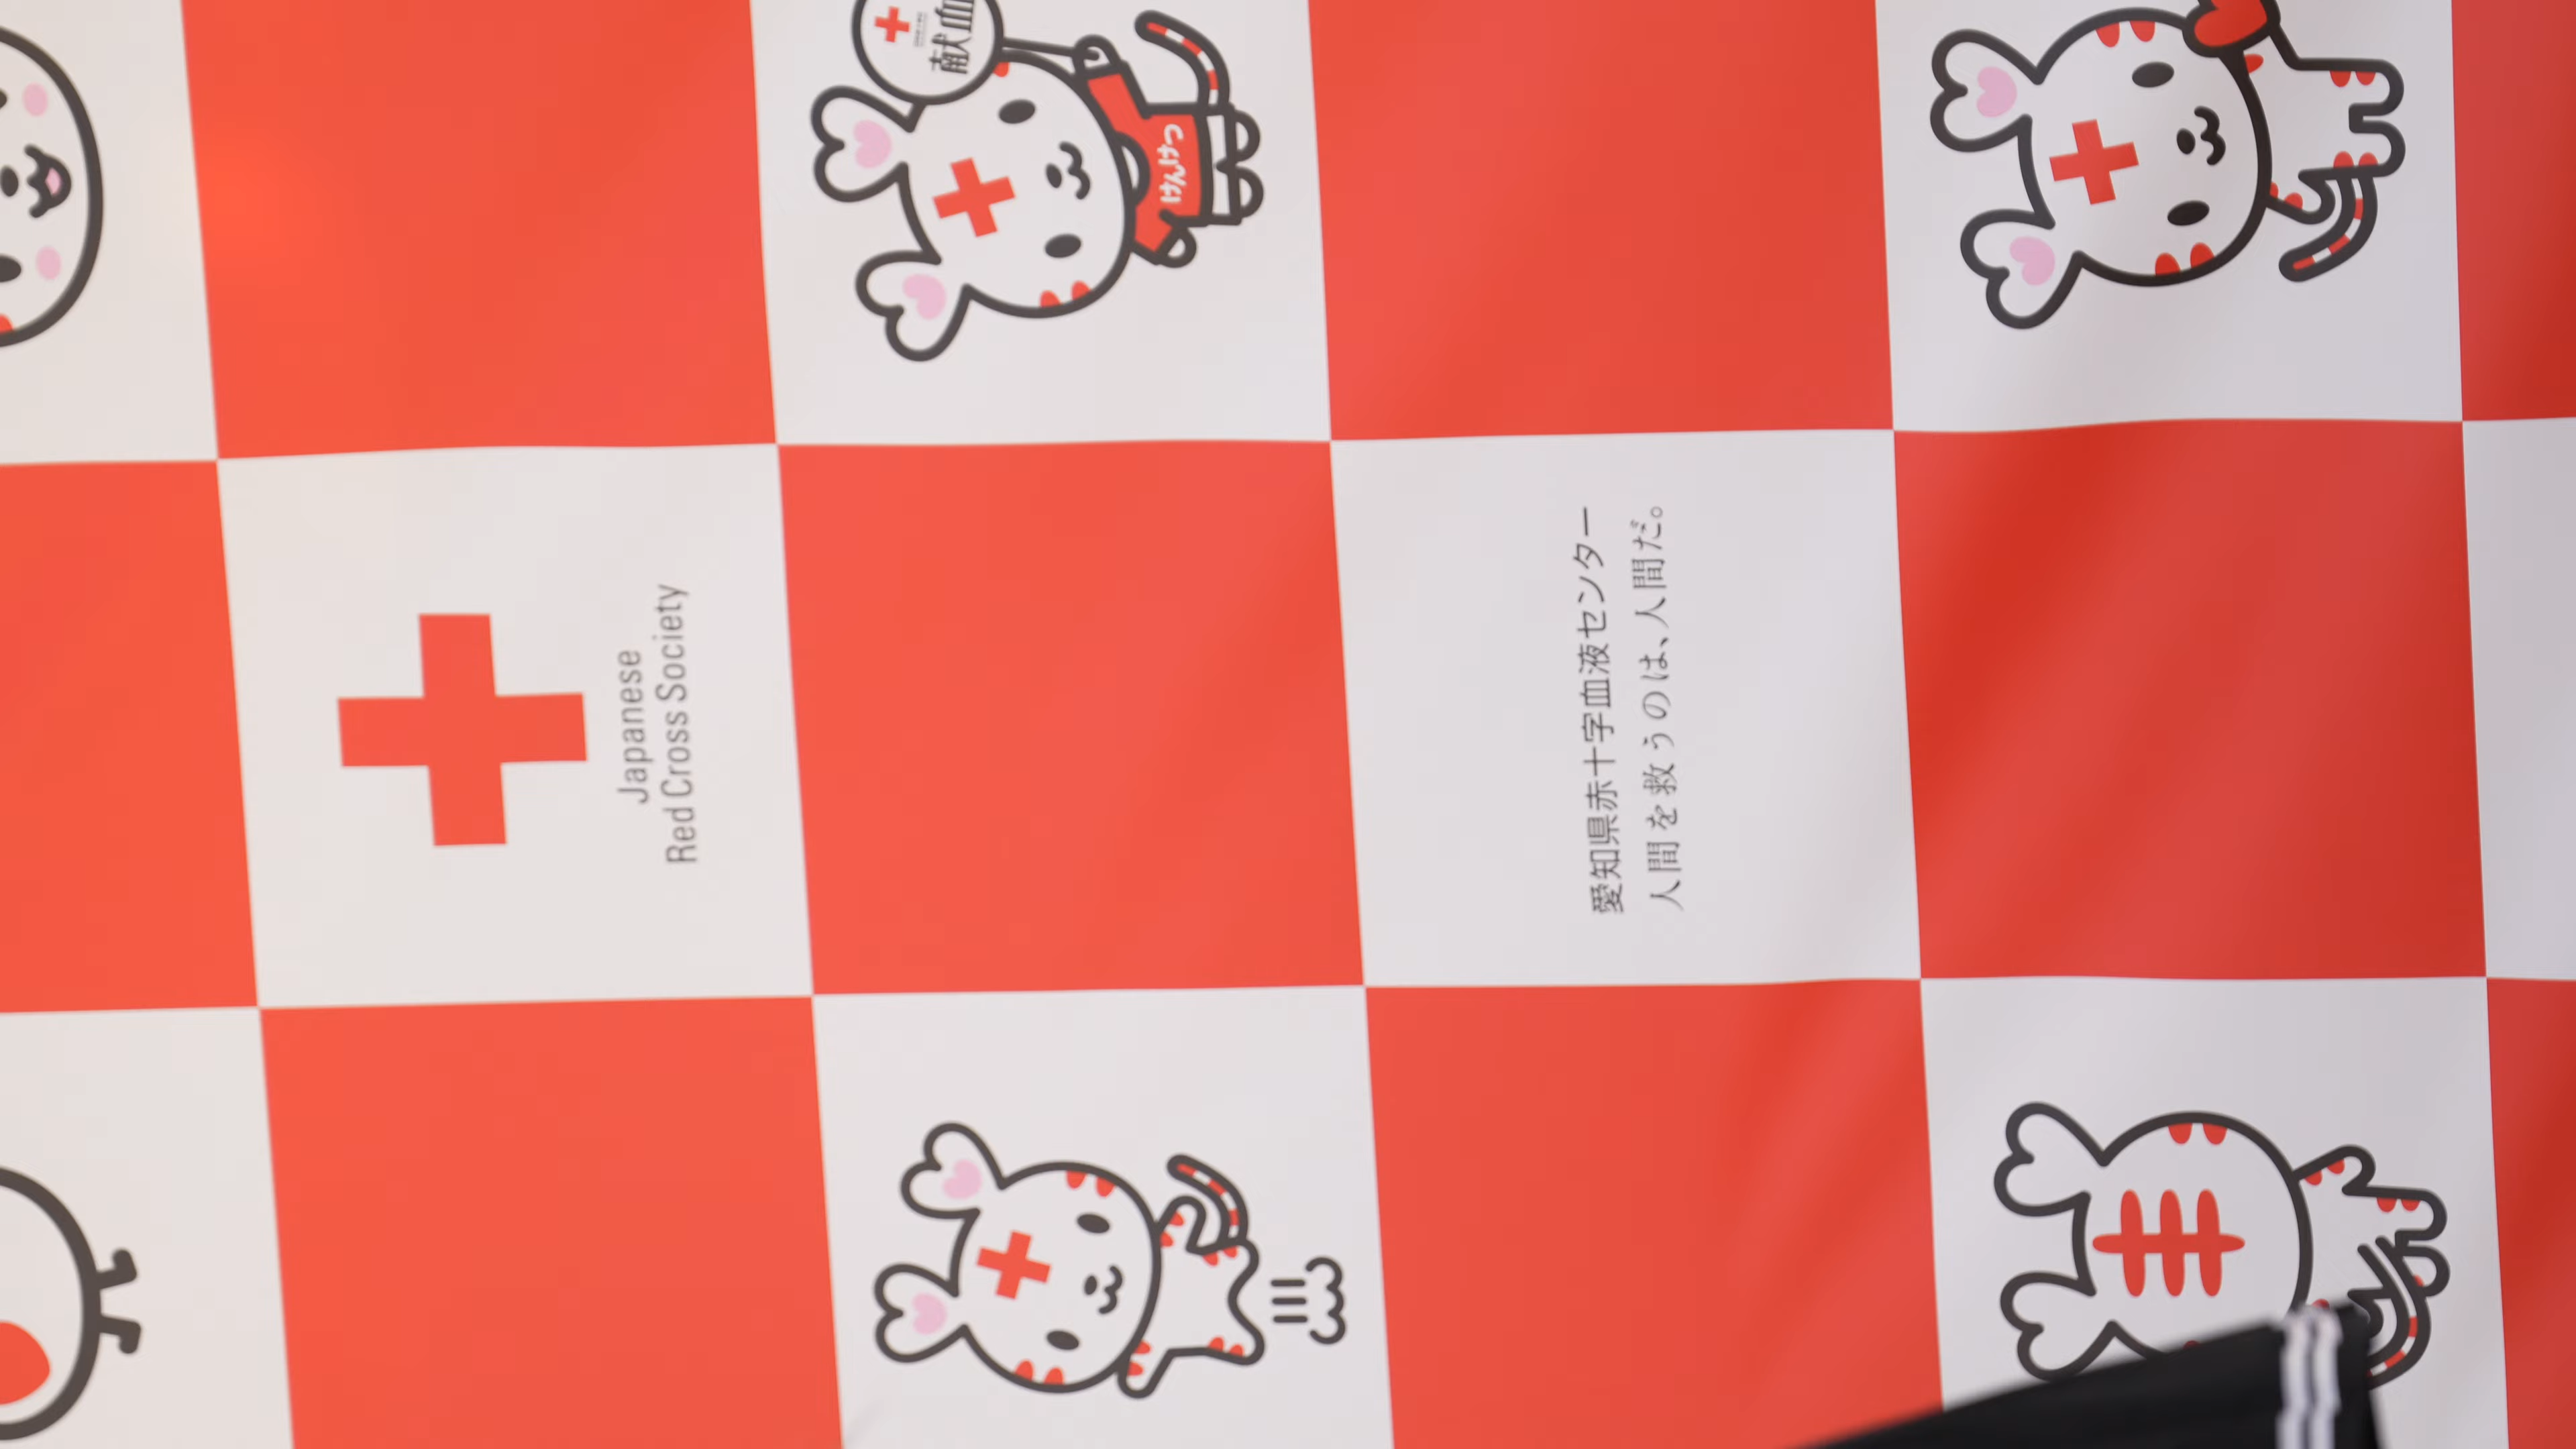 献血
けんけつ
Japanese
Red Cross Society
愛知県赤十字血液センター
人間を救うのは、人間だ。